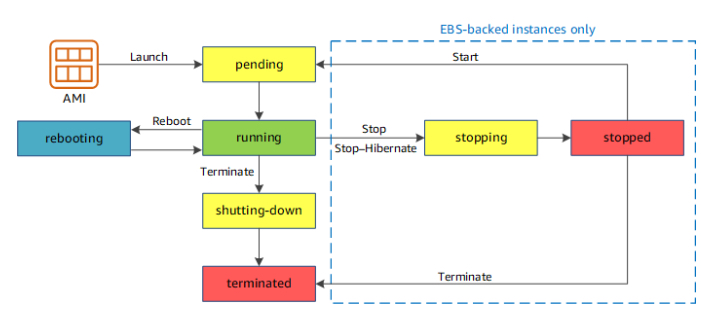 EBS-backed instances only
Launch
pending
Start
AMI
Reboot
rebooting
running
Stop
Stop–Hibernate
stopping
stopped
Terminate
shutting-down
terminated
Terminate